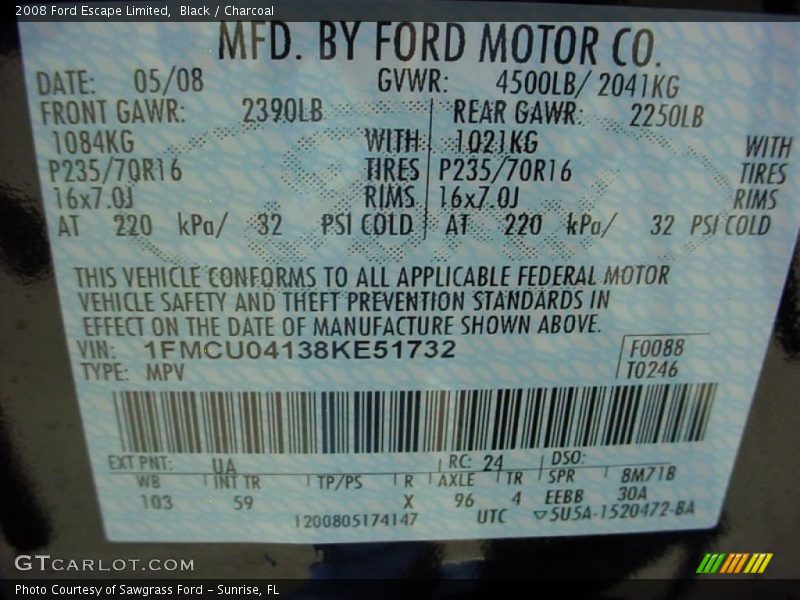 2008 Ford Escape Limited, Black / Charcoal
MFD. BY FORD MOTOR CO.
DATE: 05/08 GVWR: 4500LB/ 2041KG
FRONT GAWR: 2390LB REAR GAWR: 2250LB
1084KG WITH 1021KG WITH
P235/70R16 TIRES P235/70R16 TIRES
16x7.0J RIMS 16x7.0J RIMS
AT 220 kPa/ 32 PSI COLD AT 220 kPa/ 32 PSI COLD
THIS VEHICLE CONFORMS TO ALL APPLICABLE FEDERAL MOTOR
VEHICLE SAFETY AND THEFT PREVENTION STANDARDS IN
EFFECT ON THE DATE OF MANUFACTURE SHOWN ABOVE.
VIN: 1FMCU04138KE51732 F0088
TYPE: MPV T0246
EXT PNT: UA RC: 24 DSO:
WB INT TR TP/PS R AXLE TR SPR 8M71B
103 59 X 96 4 EEBB 30A
1200805174147 UTC ▽5U5A-1520472-BA
GTCARLOT.COM
Photo Courtesy of Sawgrass Ford - Sunrise, FL